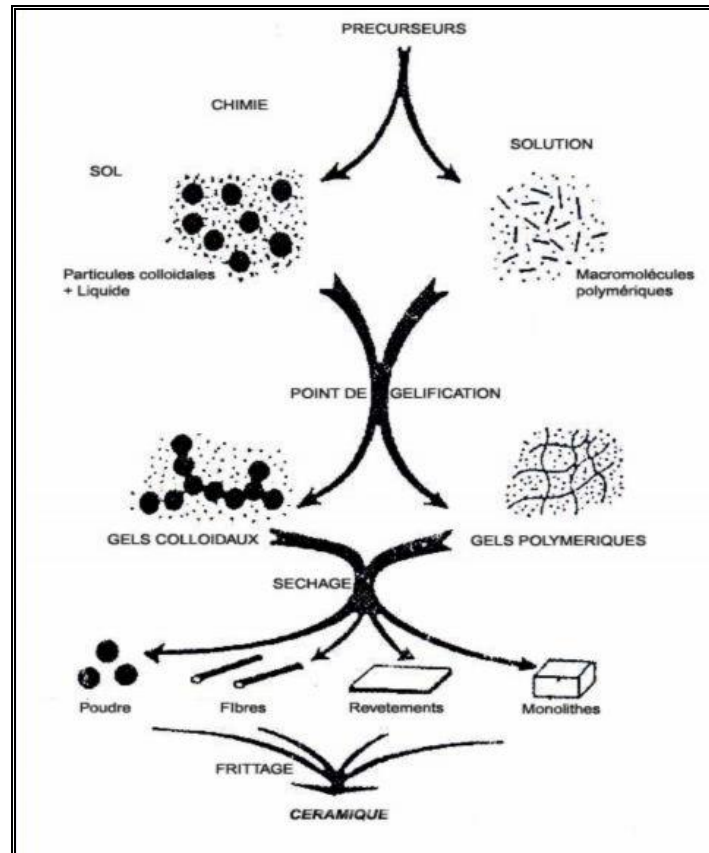 PRECURSEURS
CHIMIE
SOLUTION
SOL
Particules colloidales
+ Liquide
Macromolécules
polymériques
POINT DE GELIFICATION
GELS COLLOIDAUX
GELS POLYMERIQUES
SECHAGE
Poudre
FIbres
Revetements
Monolithes
FRITTAGE
CERAMIQUE